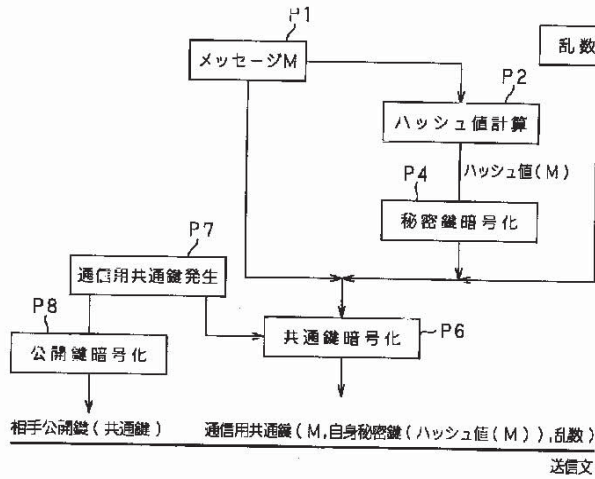 P1
メッセージM
乱数
P2
ハッシュ値計算
ハッシュ値(M)
P4
秘密鍵暗号化
P7
通信用共通鍵発生
P8
公開鍵暗号化
共通鍵暗号化
P6
相手公開鍵(共通鍵)
通信用共通鍵(M,自身秘密鍵(ハッシュ値(M)),乱数)
送信文